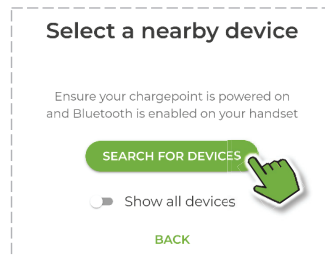 Select a nearby device
Ensure your chargepoint is powered on
and Bluetooth is enabled on your handset
SEARCH FOR DEVICES
Show all devices
BACK